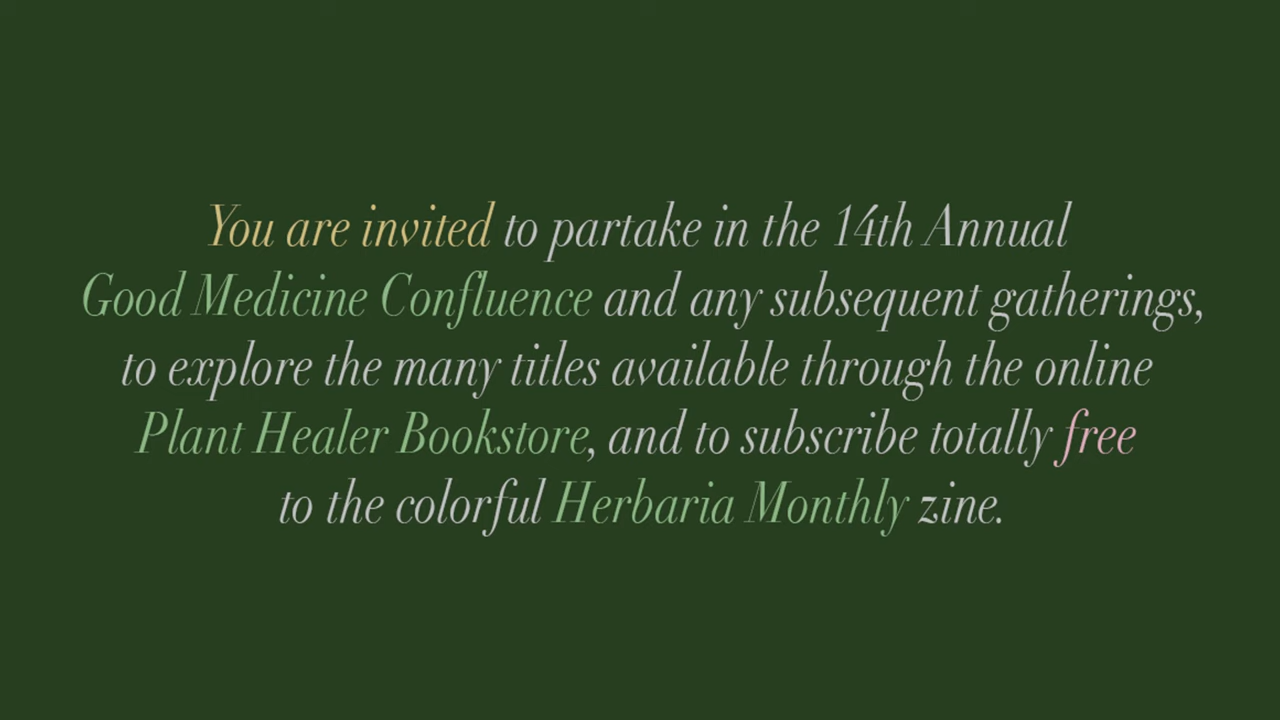 You are invited to partake in the 14th Annual
Good Medicine Confluence and any subsequent gatherings,
to explore the many titles available through the online
Plant Healer Bookstore, and to subscribe totally free
to the colorful Herbaria Monthly zine.